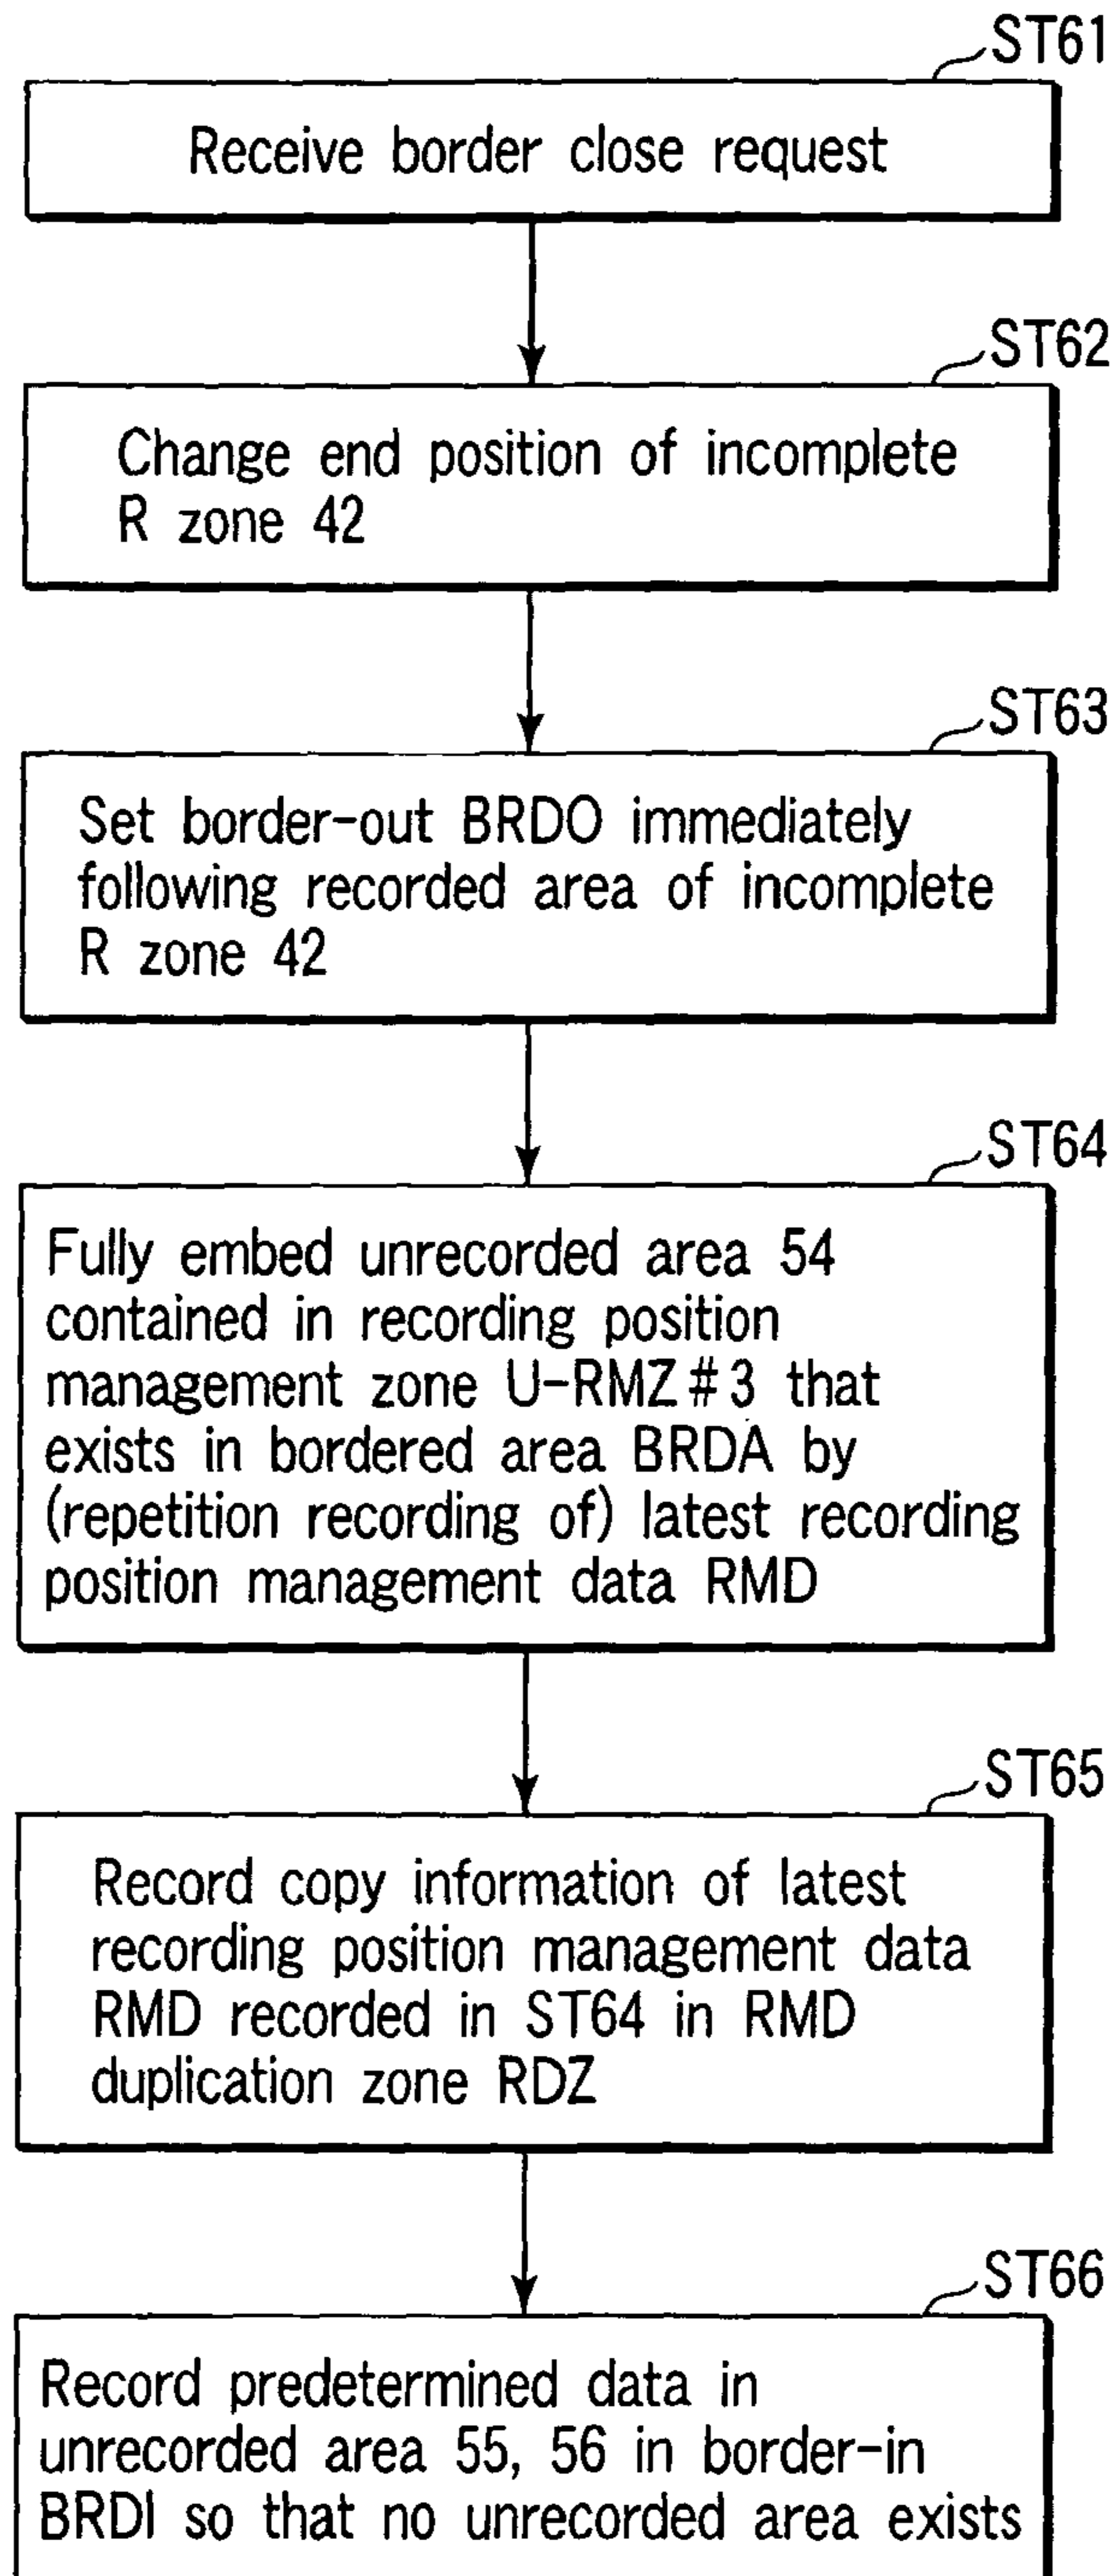 ST61
Receive border close request
ST62
Change end position of incomplete
R zone 42
ST63
Set border-out BRDO immediately
following recorded area of incomplete
R zone 42
ST64
Fully embed unrecorded area 54
contained in recording position
management zone U-RMZ#3 that
exists in bordered area BRDA by
(repetition recording of) latest recording
position management data RMD
ST65
Record copy information of latest
recording position management data
RMD recorded in ST64 in RMD
duplication zone RDZ
ST66
Record predetermined data in
unrecorded area 55, 56 in border-in
BRDI so that no unrecorded area exists